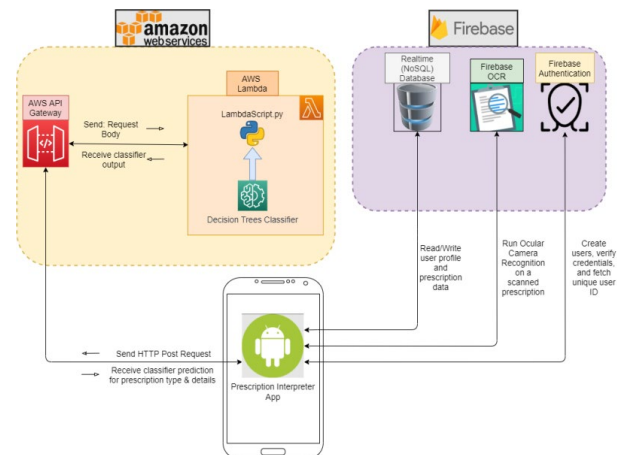 amazon
webservices
Firebase
AWS API
Gateway
Send: Request
Body
Receive classifier
output
AWS
Lambda
LambdaScript.py
Decision Trees Classifier
Realtime
(NoSQL)
Database
Firebase
OCR
Firebase
Authentication
Read/Write
user profile
and
prescription
data
Run Ocular
Camera
Recognition
on a
scanned
prescription
Create
users, verify
credentials,
and fetch
unique user
ID
Send HTTP Post Request
Receive classifier prediction
for prescription type & details
Prescription Interpreter
App